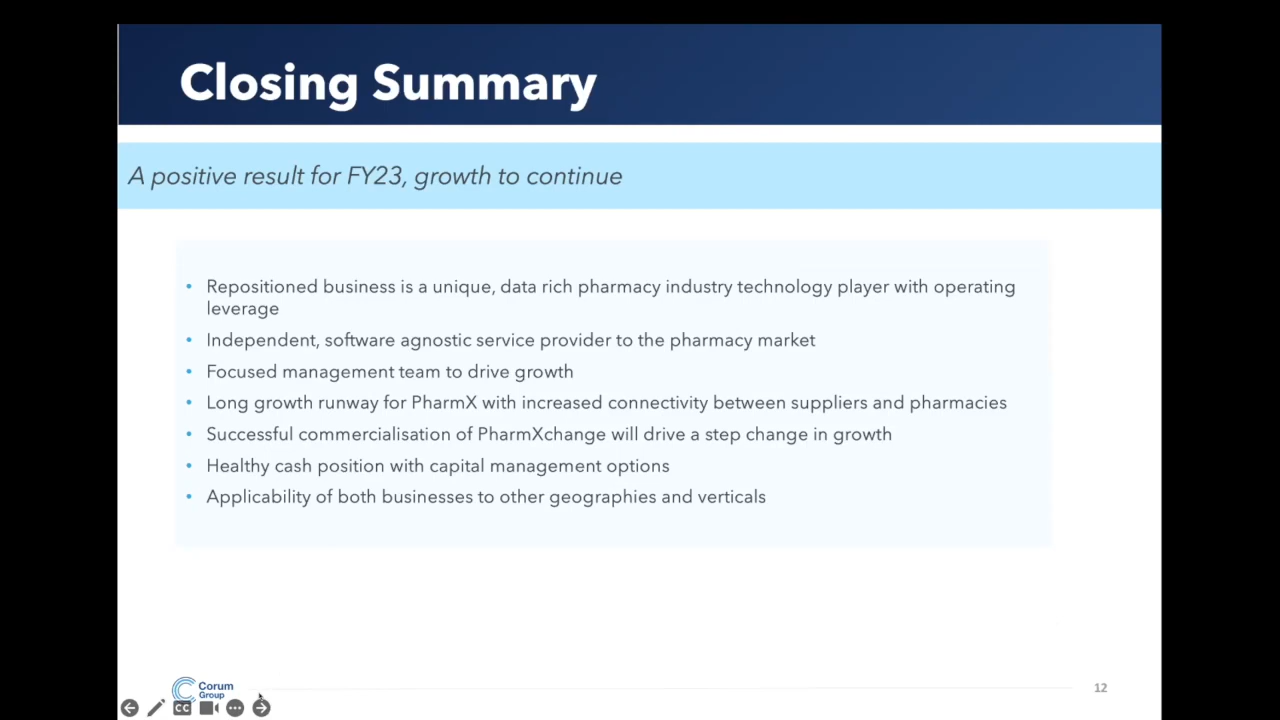 Closing Summary
A positive result for FY23, growth to continue
• Repositioned business is a unique, data rich pharmacy industry technology player with operating
leverage
• Independent, software agnostic service provider to the pharmacy market
• Focused management team to drive growth
• Long growth runway for PharmX with increased connectivity between suppliers and pharmacies
• Successful commercialisation of PharmXchange will drive a step change in growth
• Healthy cash position with capital management options
• Applicability of both businesses to other geographies and verticals
Corum
Group
12
CC